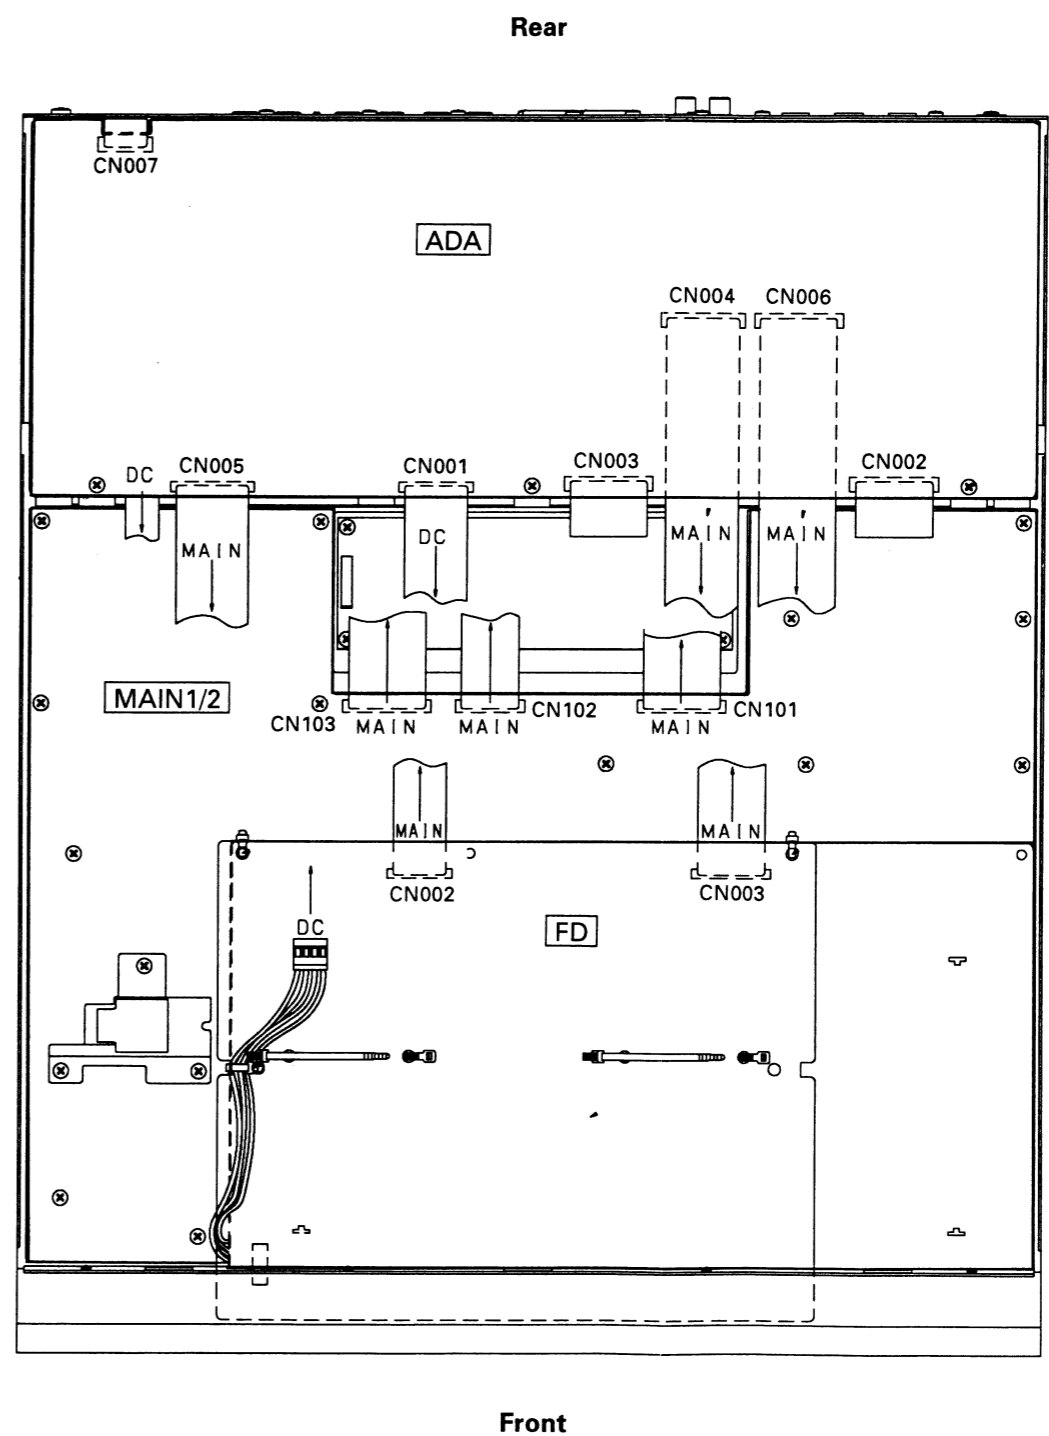 Rear
CN007
ADA
CN004 CN006
DC CN005 CN001 CN003 CN002
MAIN DC MAIN MAIN
MAIN1/2
CN103 MAIN MAIN CN102 MAIN CN101
MAIN MAIN
CN002 CN003
DC FD
Front